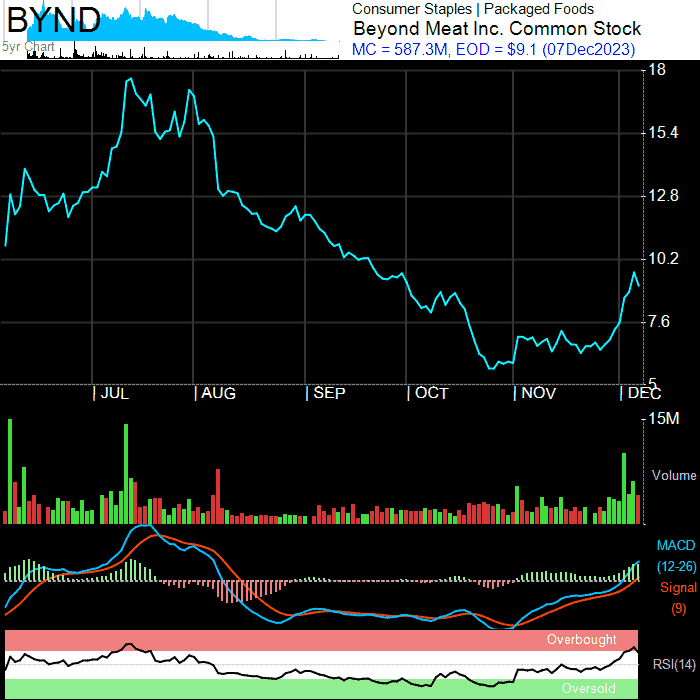 BYND
5yr Chart
Consumer Staples | Packaged Foods
Beyond Meat Inc. Common Stock
MC = 587.3M, EOD = $9.1 (07Dec2023)
18
15.4
12.8
10.2
7.6
5
| JUL | AUG | SEP | OCT | NOV | DEC
15M
Volume
MACD
(12-26)
Signal
(9)
Overbought
RSI(14)
Oversold